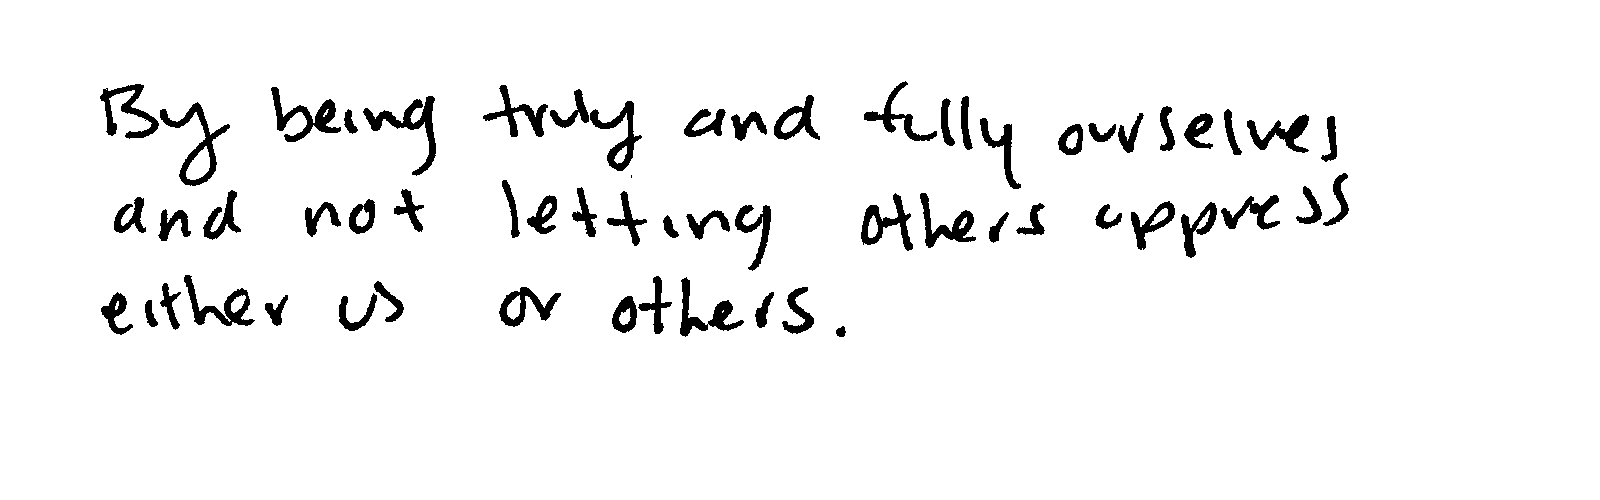 By being truly and fully ourselves
and not letting others oppress
either us or others.